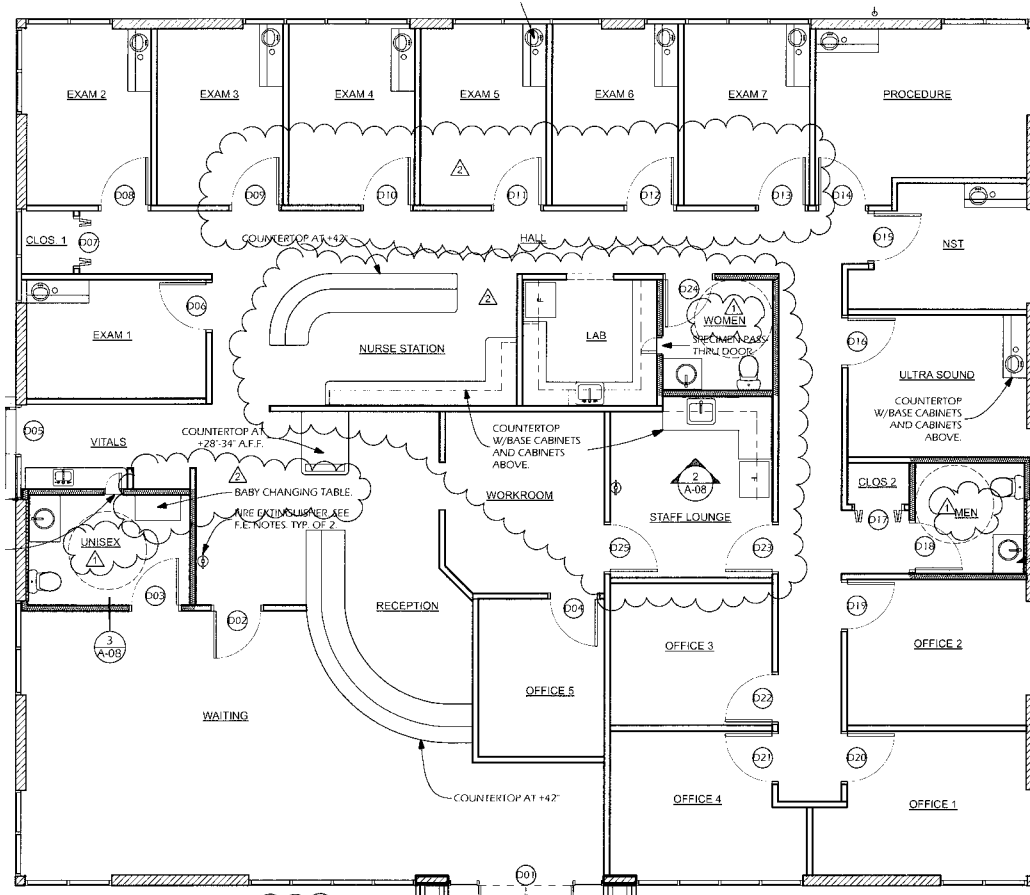 EXAM 2
EXAM 3
EXAM 4
EXAM 5
EXAM 6
EXAM 7
PROCEDURE
2
D08
D09
D10
D11
D12
D13
D14
CLOS. 1
D07
COUNTERTOP AT +42"
HALL
D15
NST
D06
EXAM 1
2
NURSE STATION
LAB
D24
1
WOMEN
SPECIMEN PASS
THRU DOOR
D16
ULTRA SOUND
COUNTERTOP
W/BASE CABINETS
AND CABINETS
ABOVE.
D05
VITALS
COUNTERTOP AT
+28"-34" A.F.F.
COUNTERTOP
W/BASE CABINETS
AND CABINETS
ABOVE.
2
BABY CHANGING TABLE.
FIRE EXTINGUISHER SEE
F.E. NOTES. TYP. OF 2.
WORKROOM
2
A-08
STAFF LOUNGE
CLOS.2
D17
1
MEN
D18
UNISEX
1
D25
D23
D03
D02
RECEPTION
D04
D19
3
A-08
OFFICE 3
OFFICE 2
OFFICE 5
D22
WAITING
D21
D20
COUNTERTOP AT +42"
OFFICE 4
OFFICE 1
D01